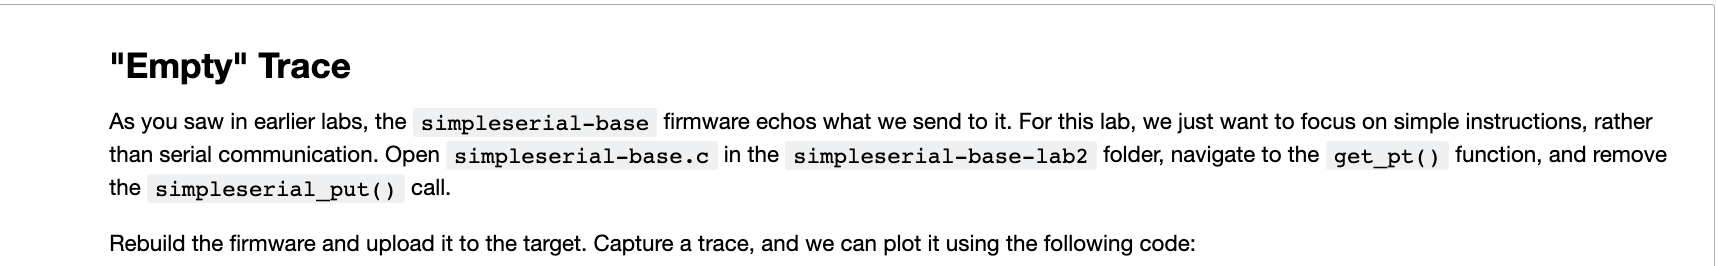 "Empty" Trace
As you saw in earlier labs, the simpleserial-base firmware echos what we send to it. For this lab, we just want to focus on simple instructions, rather
than serial communication. Open simpleserial-base.c in the simpleserial-base-lab2 folder, navigate to the get_pt() function, and remove
the simpleserial_put() call.
Rebuild the firmware and upload it to the target. Capture a trace, and we can plot it using the following code: